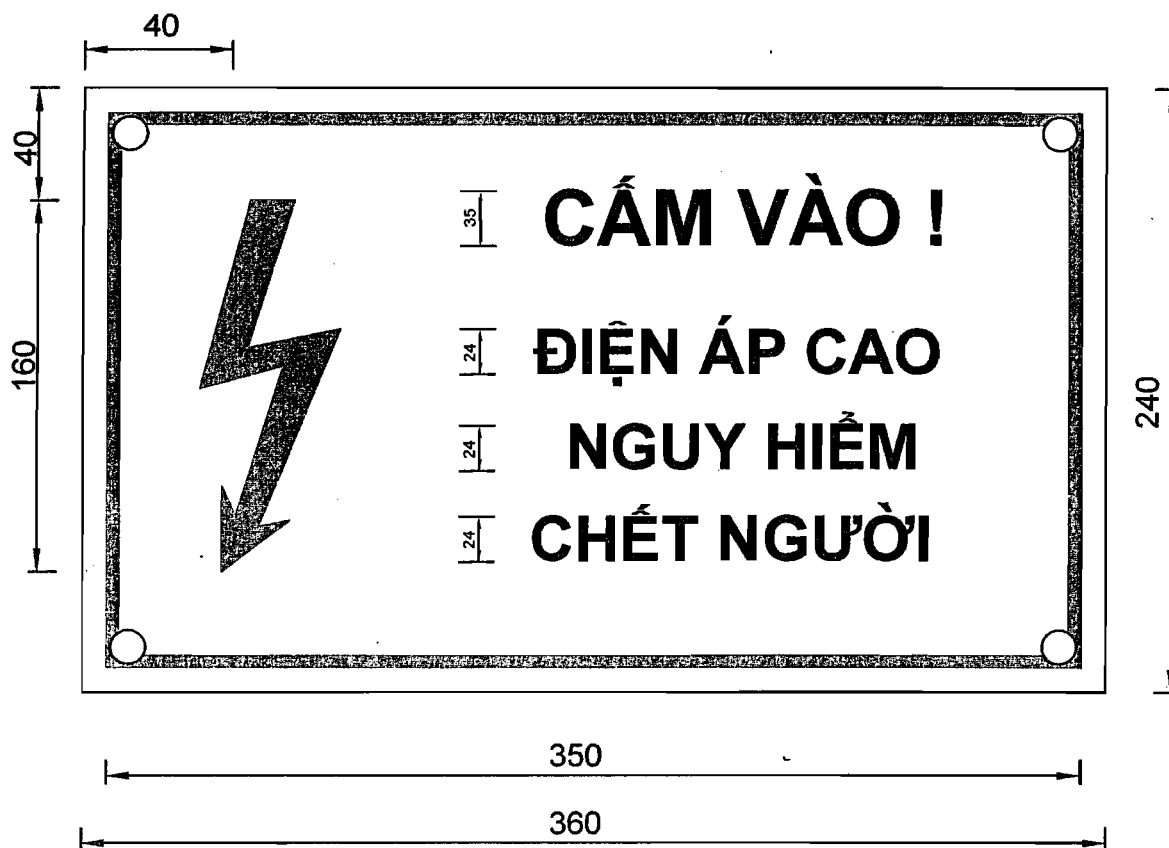 40
40
160
35
CẤM VÀO !
24
ĐIỆN ÁP CAO
24
NGUY HIỂM
24
CHẾT NGƯỜI
240
350
360